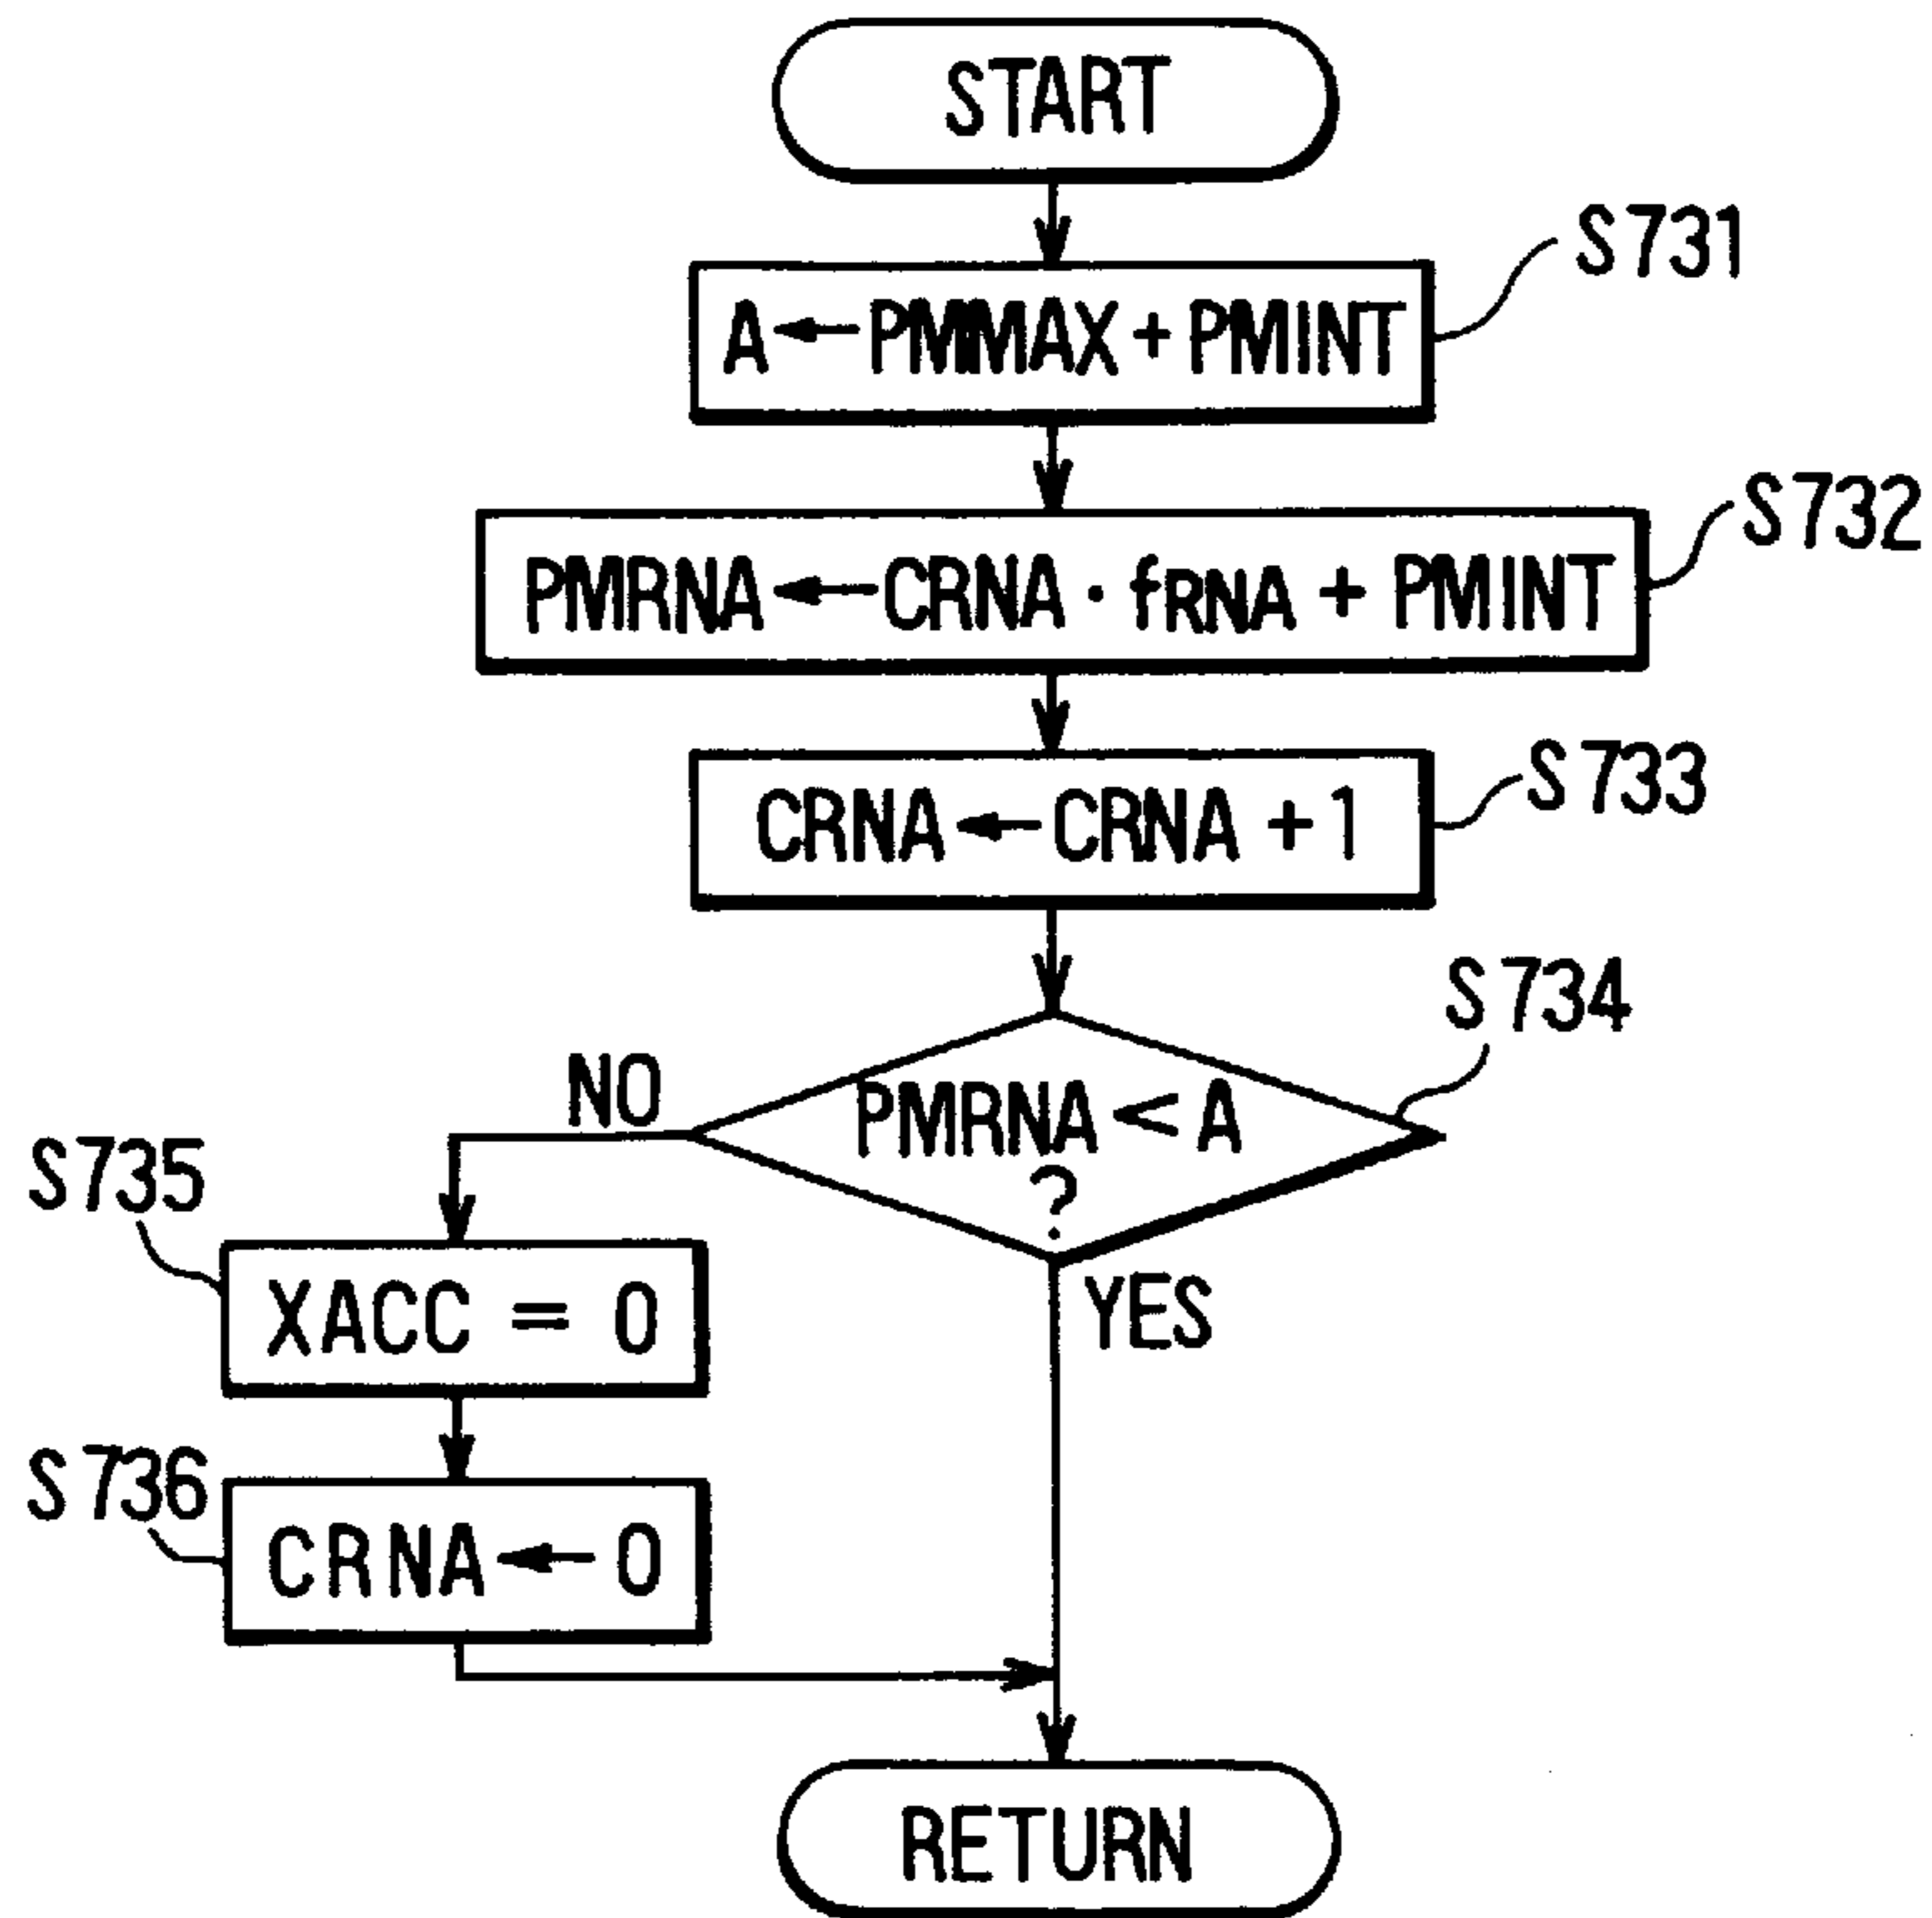 START
S731
A ← PMMAX + PMINT
S732
PMRNA ← CRNA · fRNA + PMINT
S733
CRNA ← CRNA + 1
S734
NO
PMRNA < A
?
YES
S735
XACC = 0
S736
CRNA ← 0
RETURN